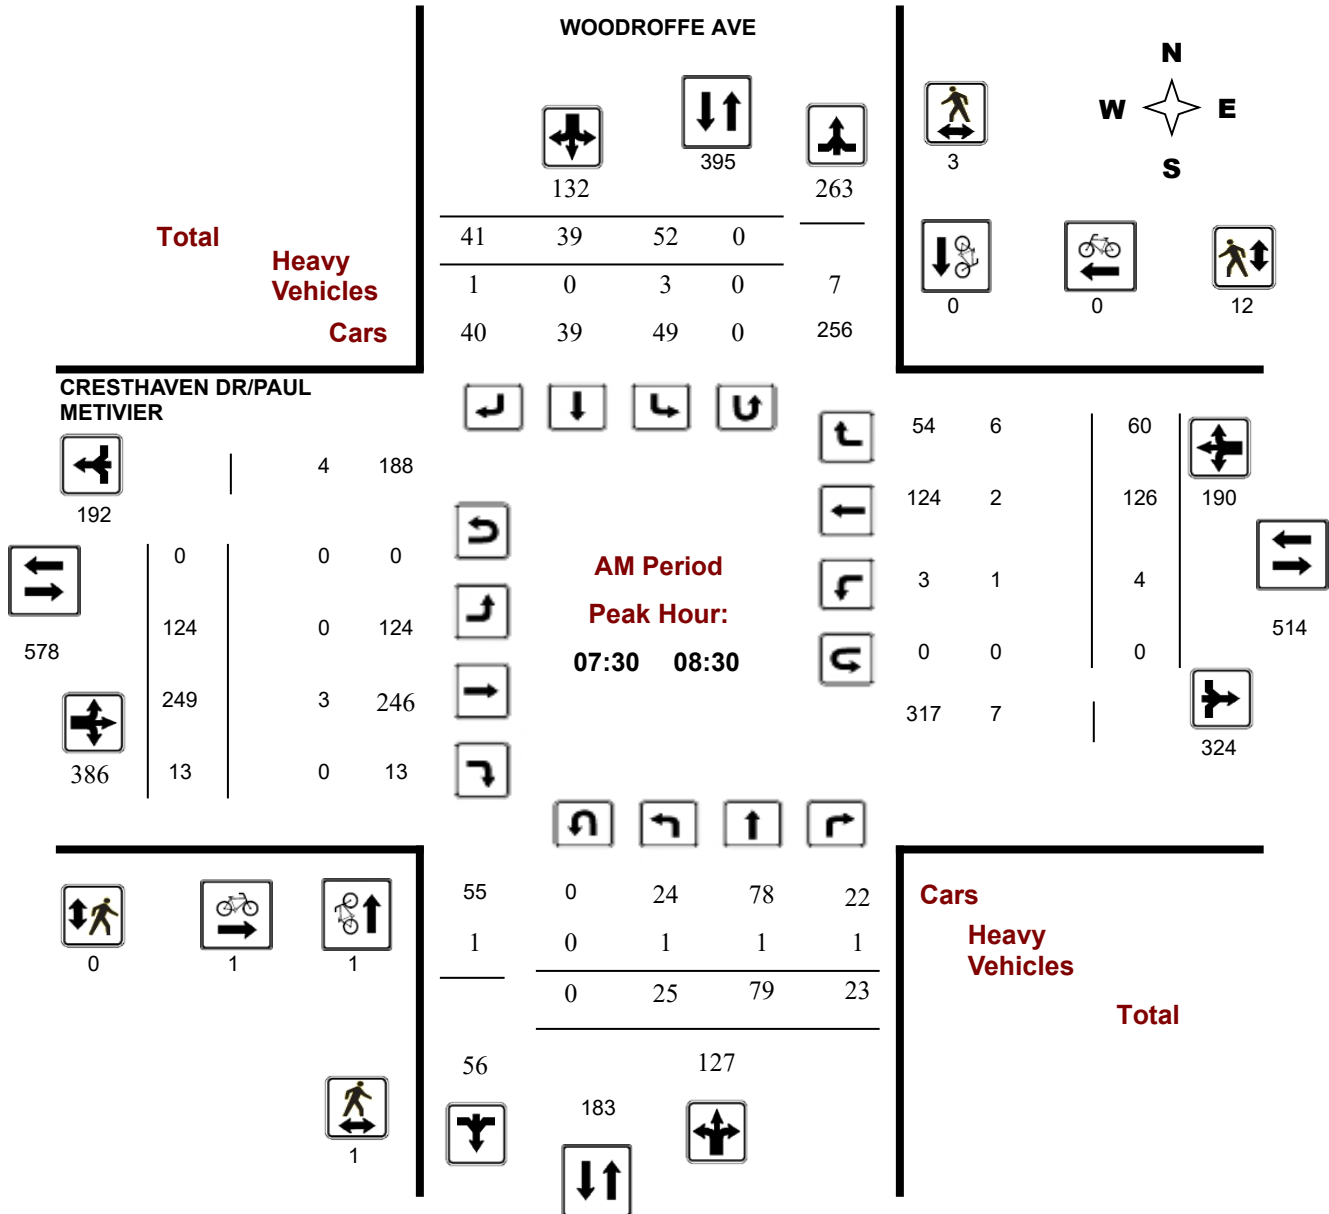 WOODROFFE AVE
N
W E
S
395
132
263
3
Total
41 39 52 0
Heavy
Vehicles
1 0 3 0 7
Cars
40 39 49 0 256
0 0 12
CRESTHAVEN DR/PAUL
METIVIER
54 6 60
4 188
192
124 2 126 190
0 0 0
AM Period
3 1 4
Peak Hour:
124 0 124
514
578
07:30 08:30
0 0 0
249 3 246
317 7
324
386 13 0 13
55 0 24 78 22
Cars
1 0 1 1 1
Heavy
Vehicles
0 1 1
0 25 79 23
Total
56 127
183
1